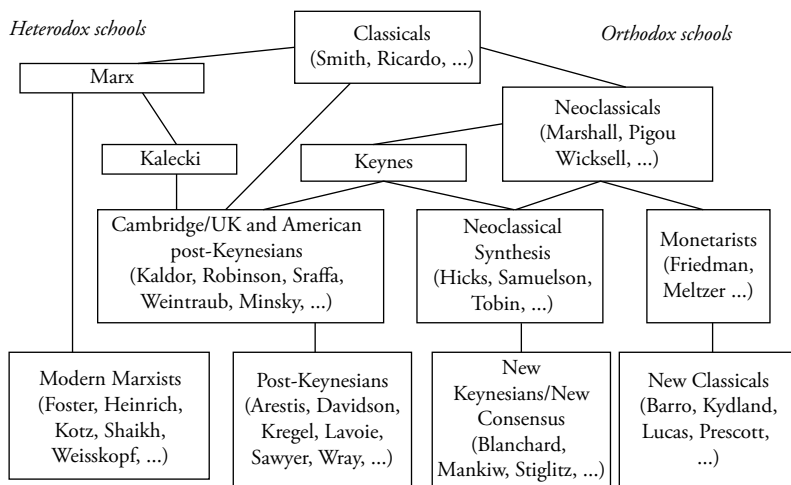 Heterodox schools
Classicals
(Smith, Ricardo, ...)
Orthodox schools
Marx
Neoclassicals
(Marshall, Pigou
Wicksell, ...)
Kalecki
Keynes
Cambridge/UK and American
post-Keynesians
(Kaldor, Robinson, Sraffa,
Weintraub, Minsky, ...)
Neoclassical
Synthesis
(Hicks, Samuelson,
Tobin, ...)
Monetarists
(Friedman,
Meltzer ...)
Modern Marxists
(Foster, Heinrich,
Kotz, Shaikh,
Weisskopf, ...)
Post-Keynesians
(Arestis, Davidson,
Kregel, Lavoie,
Sawyer, Wray, ...)
New
Keynesians/New
Consensus
(Blanchard,
Mankiw, Stiglitz, ...)
New Classicals
(Barro, Kydland,
Lucas, Prescott,
...)